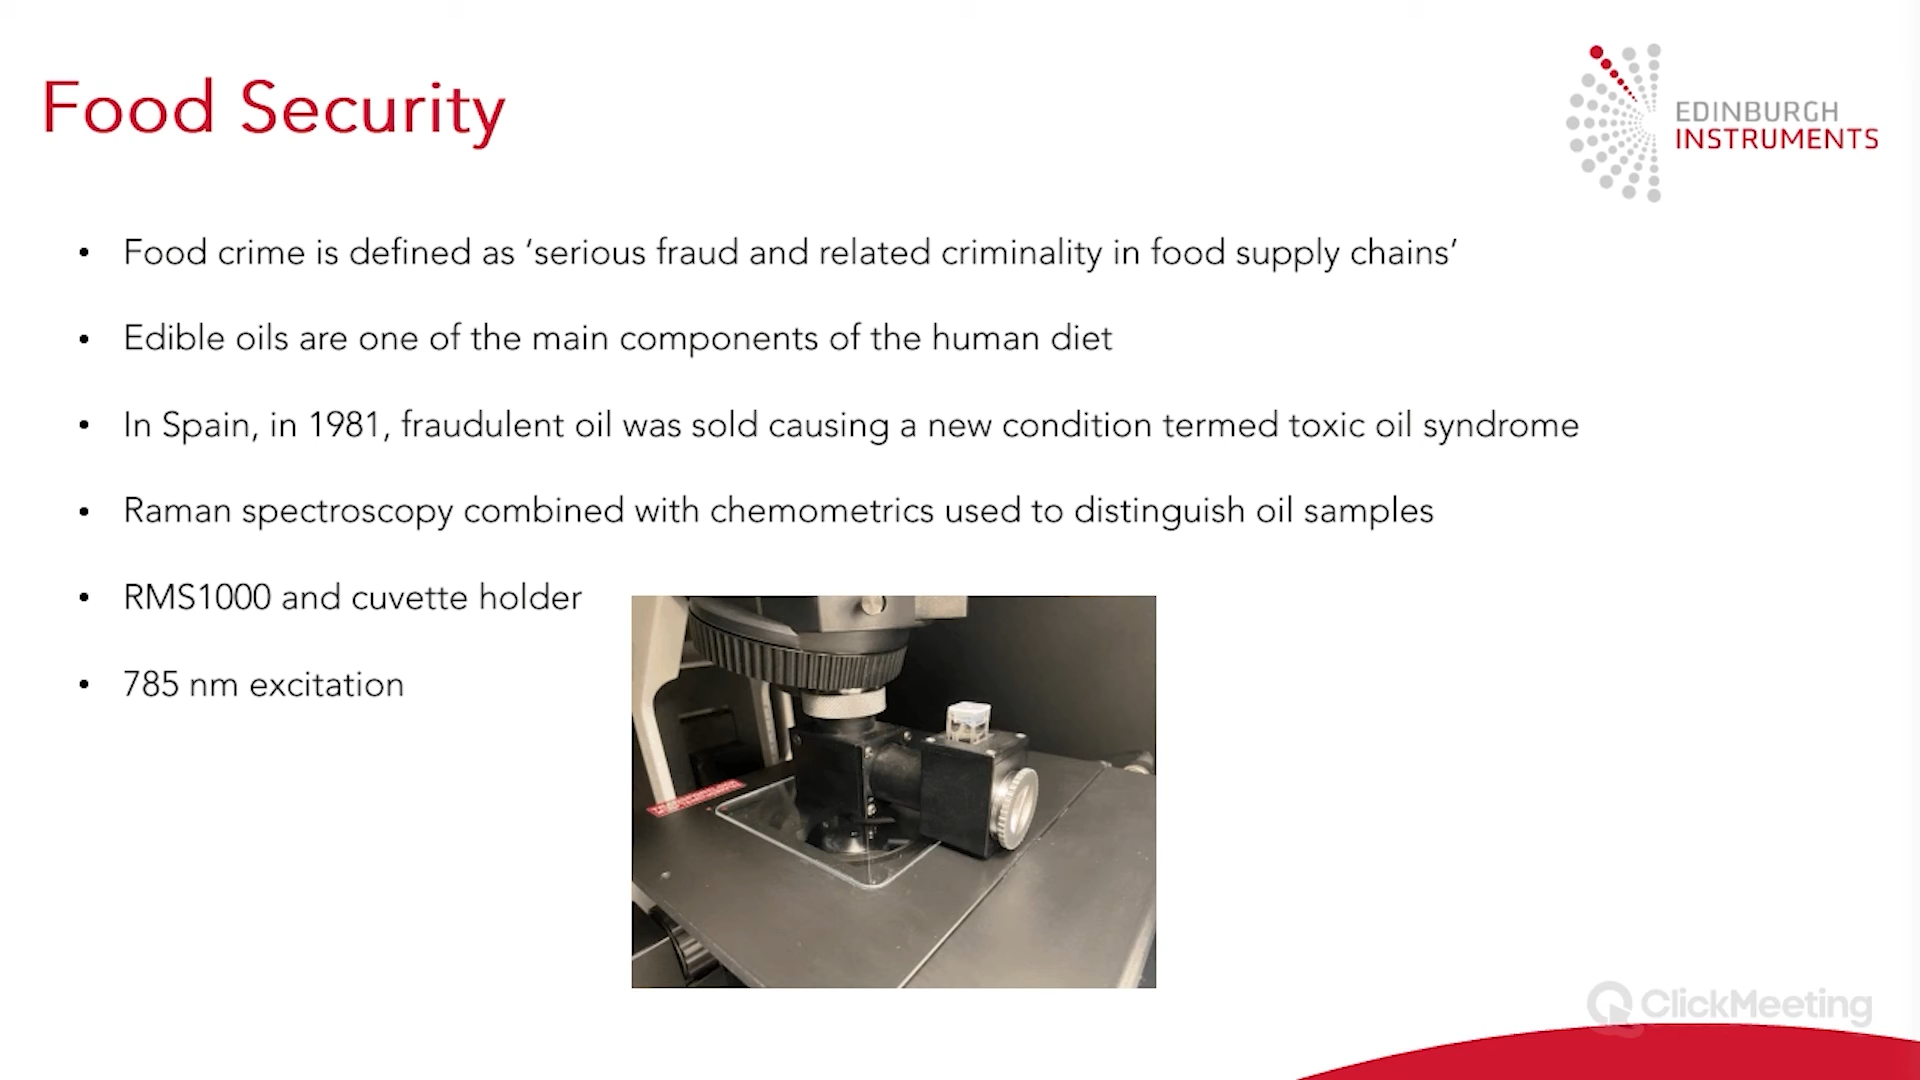 Food Security
EDINBURGH
INSTRUMENTS
• Food crime is defined as ‘serious fraud and related criminality in food supply chains’
• Edible oils are one of the main components of the human diet
• In Spain, in 1981, fraudulent oil was sold causing a new condition termed toxic oil syndrome
• Raman spectroscopy combined with chemometrics used to distinguish oil samples
• RMS1000 and cuvette holder
• 785 nm excitation
ClickMeeting